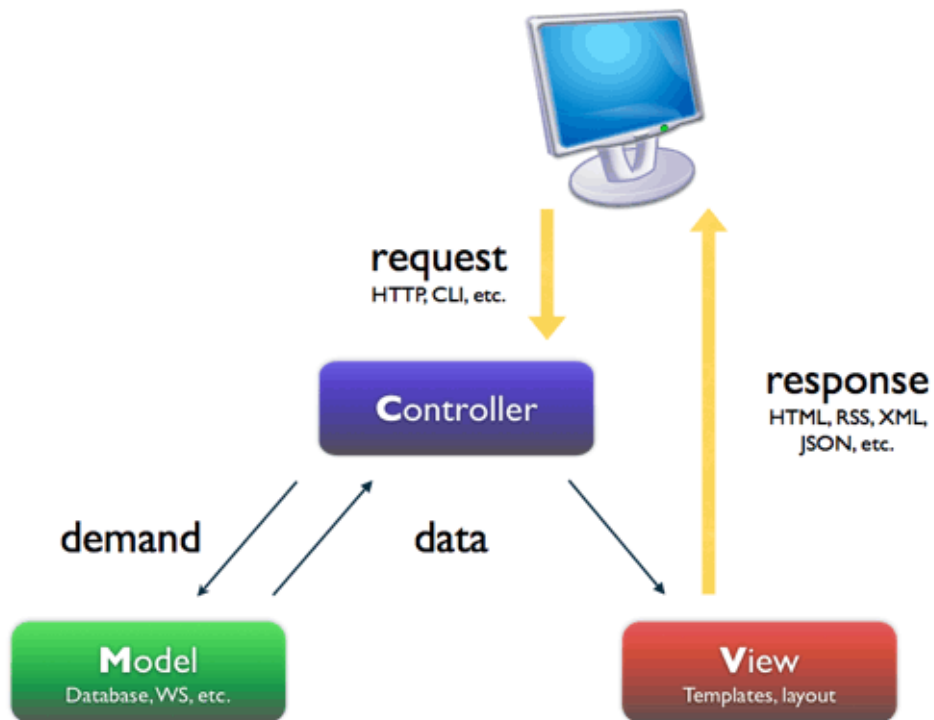 request
HTTP, CLI, etc.
Controller
response
HTML, RSS, XML,
JSON, etc.
demand
data
Model
Database, WS, etc.
View
Templates, layout